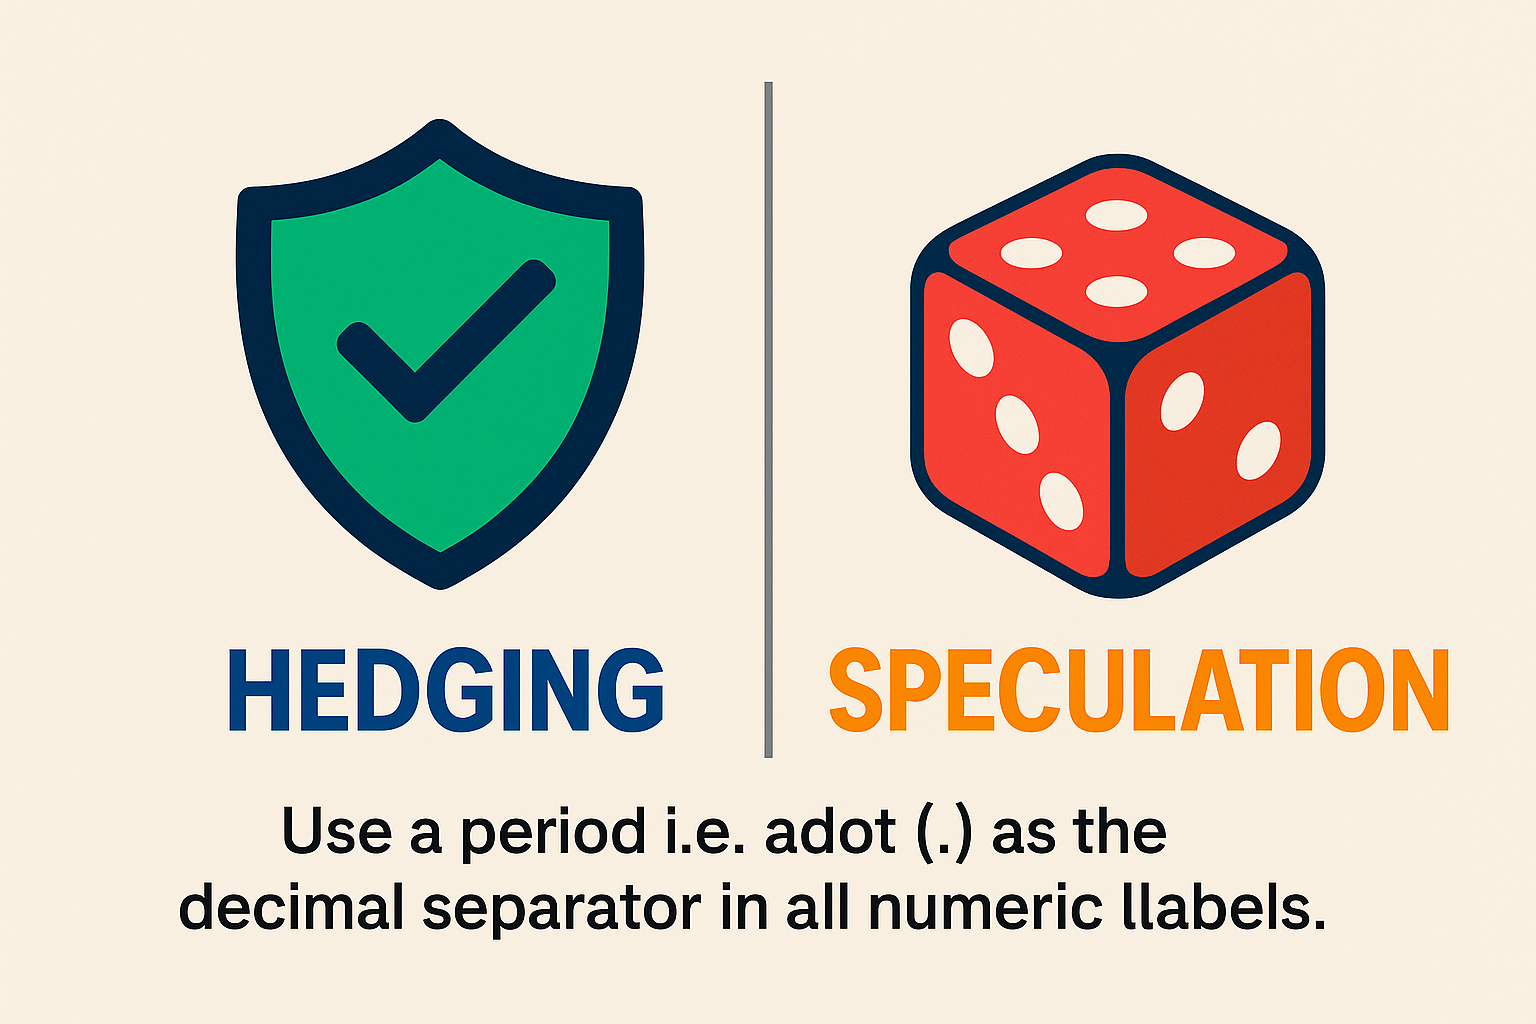 HEDGING
SPECULATION
Use a period i.e. adot (.) as the
decimal separator in all numeric llabels.